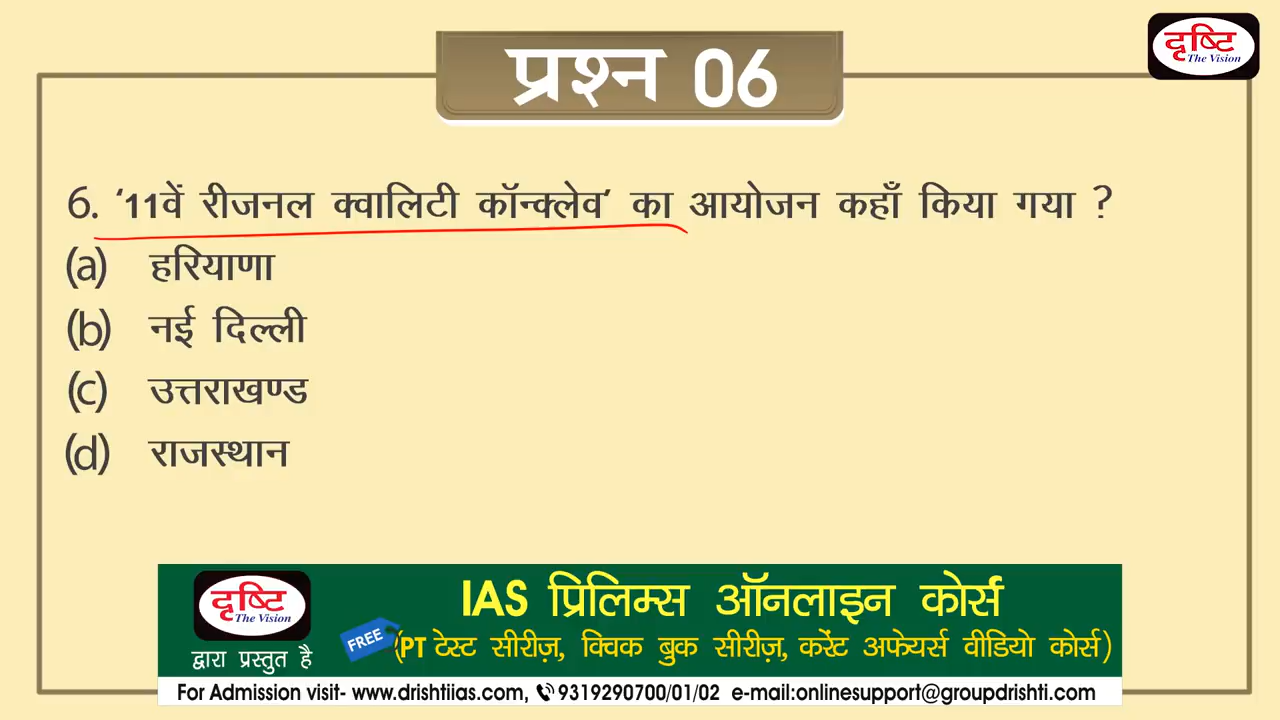 दृष्टि
The Vision
प्रश्न 06
6. ‘11वें रीजनल क्वालिटी कॉन्क्लेव’ का आयोजन कहाँ किया गया ?
(a) हरियाणा
(b) नई दिल्ली
(c) उत्तराखण्ड
(d) राजस्थान
दृष्टि
The Vision
द्वारा प्रस्तुत है
IAS प्रिलिम्स ऑनलाइन कोर्स
FREE (PT टेस्ट सीरीज़, क्विक बुक सीरीज़, करेंट अफेयर्स वीडियो कोर्स)
For Admission visit- www.drishtiias.com, 9319290700/01/02 e-mail:onlinesupport@groupdrishti.com